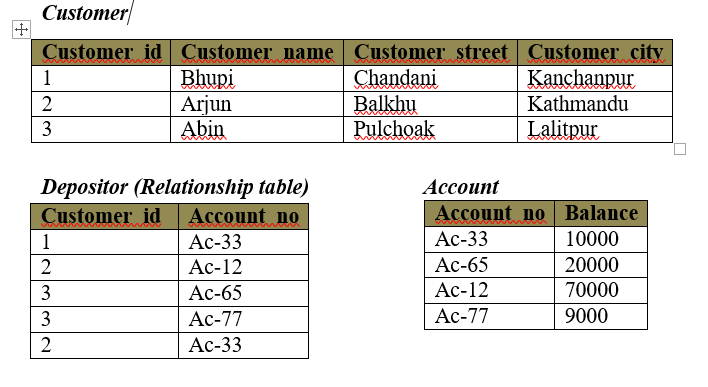 Customer
Customer_id Customer_name Customer_street Customer_city
1 Bhupi Chandani Kanchanpur
2 Arjun Balkhu Kathmandu
3 Abin Pulchoak Lalitpur
Depositor (Relationship table)
Customer_id Account_no
1 Ac-33
2 Ac-12
3 Ac-65
3 Ac-77
2 Ac-33
Account
Account_no Balance
Ac-33 10000
Ac-65 20000
Ac-12 70000
Ac-77 9000